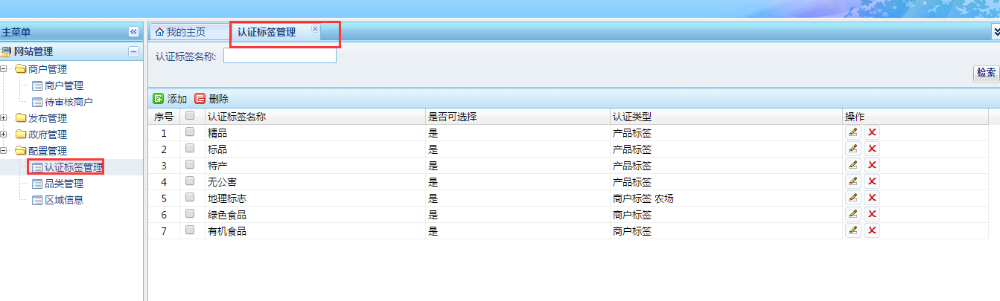 主菜单
我的主页
认证标签管理
网站管理
商户管理
商户管理
待审核商户
发布管理
政府管理
配置管理
认证标签管理
品类管理
区域信息
认证标签名称:
检索
添加 删除
序号 认证标签名称 是否可选择 认证类型 操作
1 精品 是 产品标签
2 标品 是 产品标签
3 特产 是 产品标签
4 无公害 是 产品标签
5 地理标志 是 商户标签 农场
6 绿色食品 是 商户标签
7 有机食品 是 商户标签